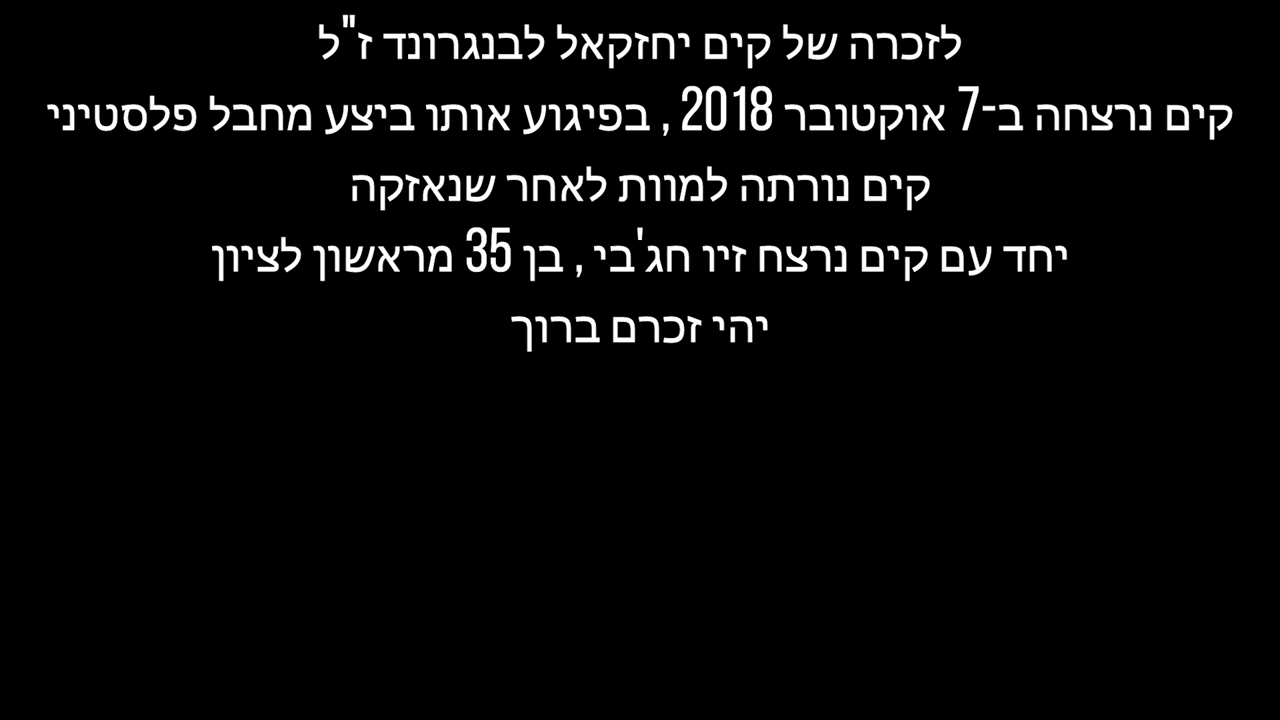 לזכרה של קים יחזקאל לבנגרונד ז"ל
קים נרצחה ב-7 אוקטובר 2018 , בפיגוע אותו ביצע מחבל פלסטיני
קים נורתה למוות לאחר שנאזקה
יחד עם קים נרצח זיו חג'בי , בן 35 מראשון לציון
יהי זכרם ברוך